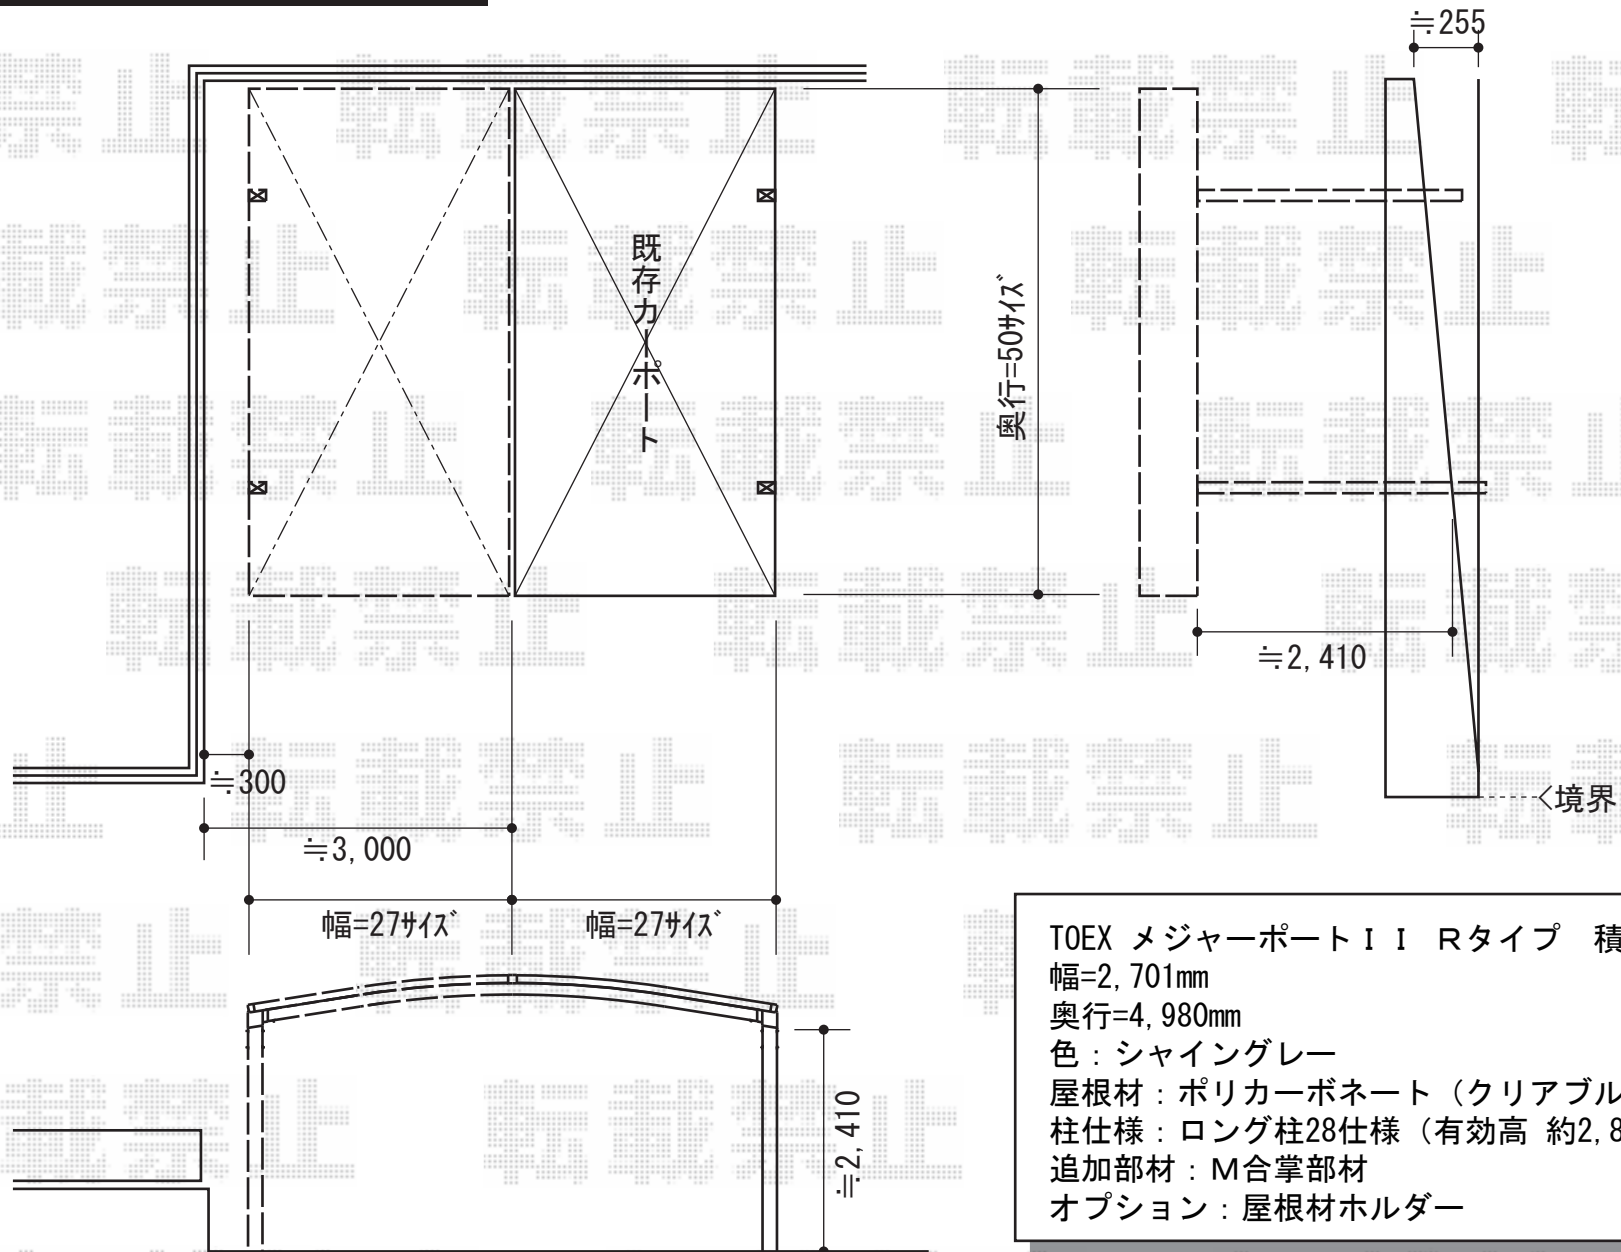 ≒255
既存カーポート
奥行=50サイズ
≒2,410
≒300
≒3,000
<境界
幅=27サイズ
幅=27サイズ
≒2,410
TOEX メジャーポートII Rタイプ 積
幅=2,701mm
奥行=4,980mm
色：シャイングレー
屋根材：ポリカーボネート（クリアブル
柱仕様：ロング柱28仕様（有効高 約2,8
追加部材：M合掌部材
オプション：屋根材ホルダー
転載禁止